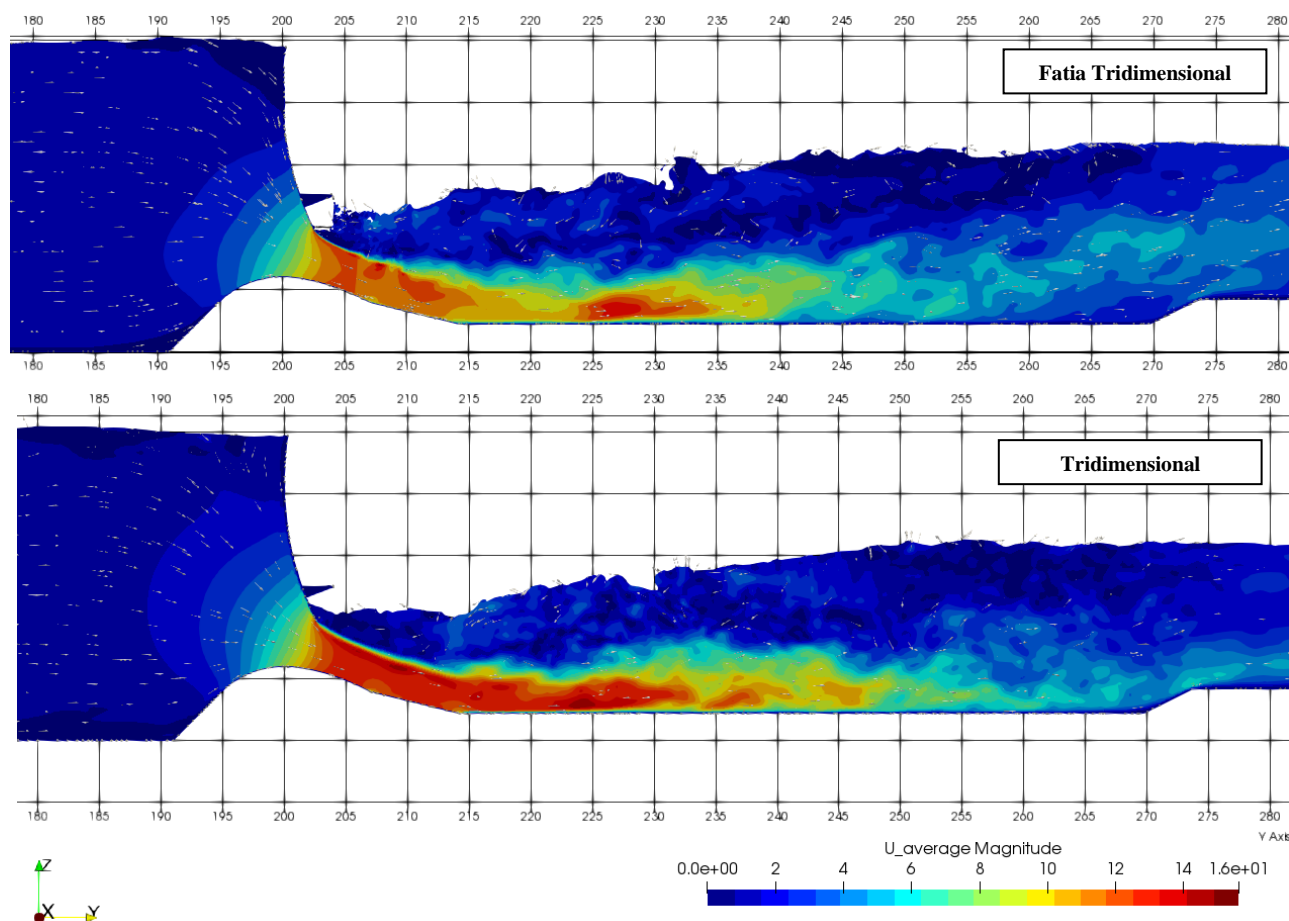 180 185 190 195 200 205 210 215 220 225 230 235 240 245 250 255 260 265 270 275 280
Fatia Tridimensional
180 185 190 195 200 205 210 215 220 225 230 235 240 245 250 255 260 265 270 275 280
180 185 190 195 200 205 210 215 220 225 230 235 240 245 250 255 260 265 270 275 280
Tridimensional
180 185 190 195 200 205 210 215 220 225 230 235 240 245 250 255 260 265 270 275 280
Y Axis
U_average Magnitude
0.0e+00 2 4 6 8 10 12 14 1.6e+01
Z
X Y